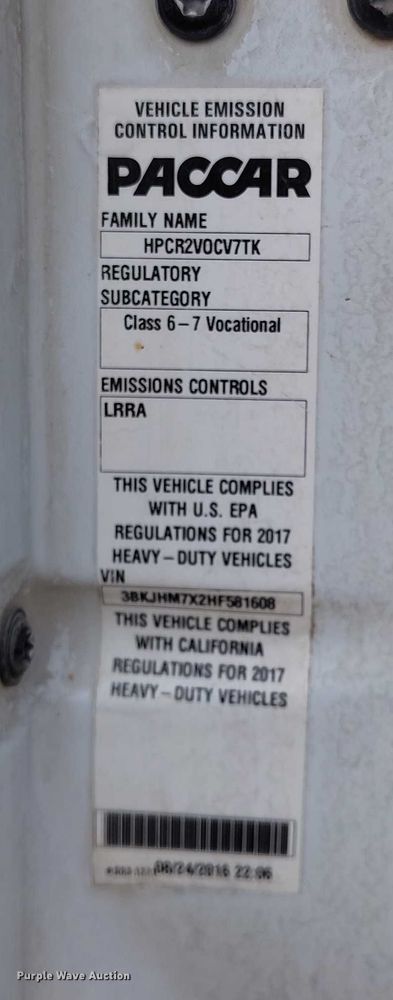 VEHICLE EMISSION
CONTROL INFORMATION
PACCAR
FAMILY NAME
HPCR2VOCV7TK
REGULATORY
SUBCATEGORY
Class 6–7 Vocational
EMISSIONS CONTROLS
LRRA
THIS VEHICLE COMPLIES
WITH U.S. EPA
REGULATIONS FOR 2017
HEAVY–DUTY VEHICLES
VIN
3BKJHM7X2HF581608
THIS VEHICLE COMPLIES
WITH CALIFORNIA
REGULATIONS FOR 2017
HEAVY–DUTY VEHICLES
06/24/2016 22:06
Purple Wave Auction